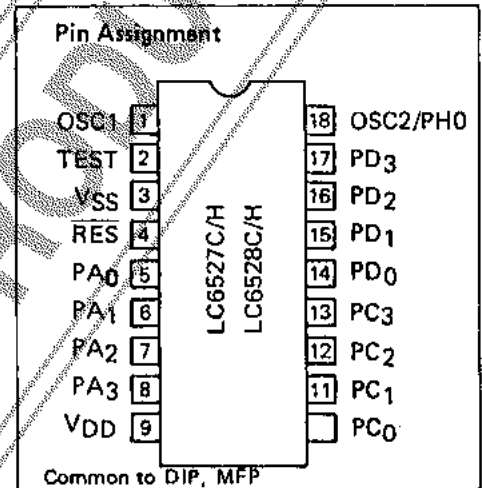 Pin Assignment
OSC1 1 18 OSC2/PH0
TEST 2 17 PD3
VSS 3 16 PD2
RES 4 15 PD1
PA0 5 14 PD0
PA1 6 13 PC3
PA2 7 12 PC2
PA3 8 11 PC1
VDD 9 PC0
LC6527C/H
LC6528C/H
Common to DIP, MFP